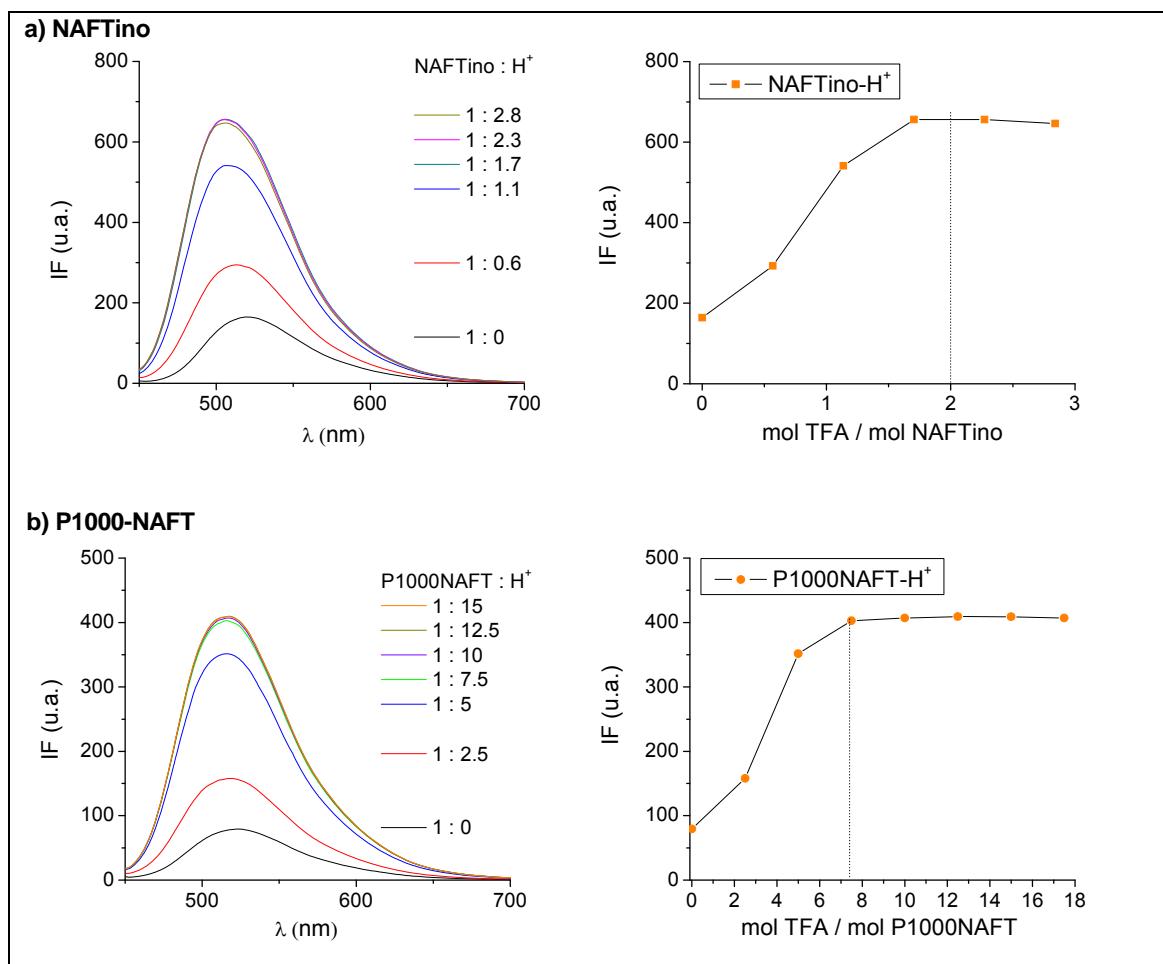 a) NAFTino
NAFTino : H+
1 : 2.8
1 : 2.3
1 : 1.7
1 : 1.1
1 : 0.6
1 : 0
800
600
400
200
0
IF (u.a.)
500
600
700
λ (nm)
NAFTino-H+
800
600
400
200
0
IF (u.a.)
0
1
2
3
mol TFA / mol NAFTino
b) P1000-NAFT
P1000NAFT : H+
1 : 15
1 : 12.5
1 : 10
1 : 7.5
1 : 5
1 : 2.5
1 : 0
500
400
300
200
100
0
IF (u.a.)
500
600
700
λ (nm)
P1000NAFT-H+
500
400
300
200
100
0
IF (u.a.)
0
2
4
6
8
10
12
14
16
18
mol TFA / mol P1000NAFT